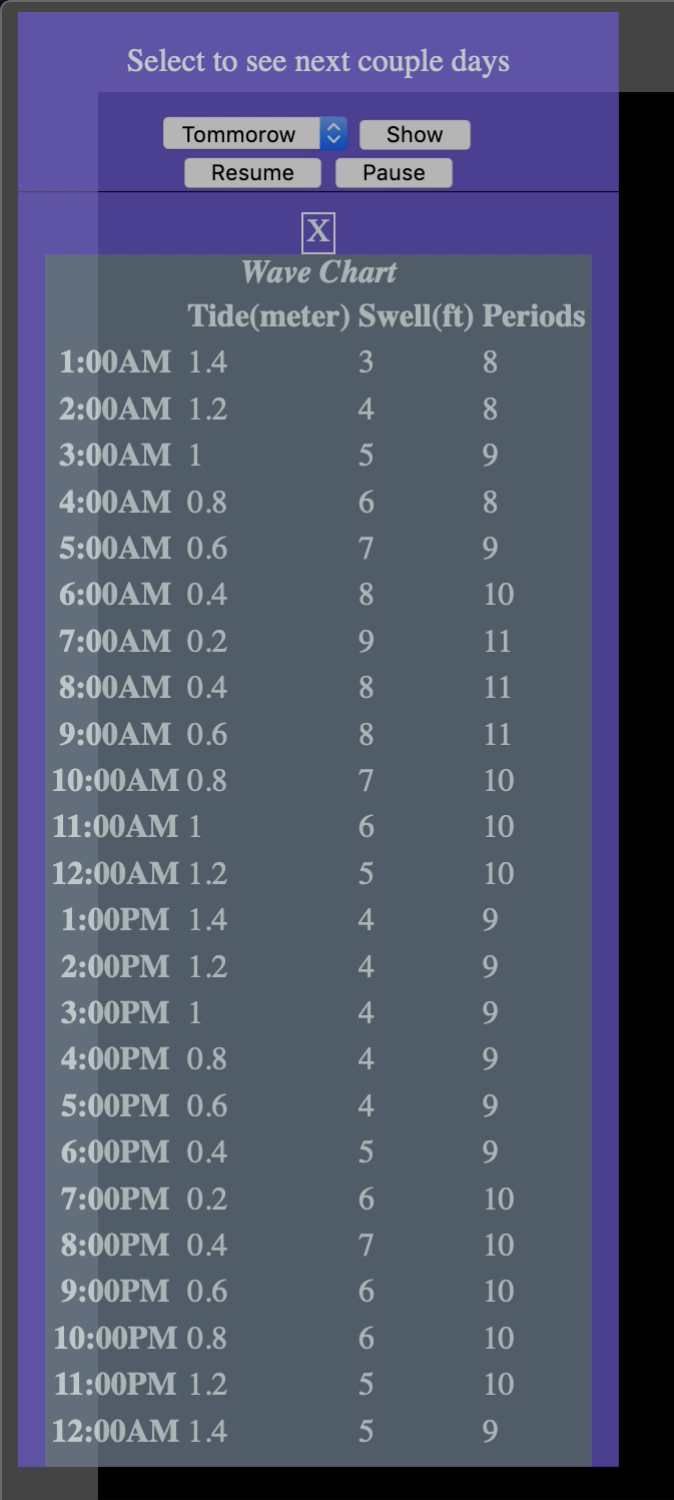 Select to see next couple days
Tommorow Show
Resume Pause
X
Wave Chart
Tide(meter) Swell(ft) Periods
1:00AM 1.4 3 8
2:00AM 1.2 4 8
3:00AM 1 5 9
4:00AM 0.8 6 8
5:00AM 0.6 7 9
6:00AM 0.4 8 10
7:00AM 0.2 9 11
8:00AM 0.4 8 11
9:00AM 0.6 8 11
10:00AM 0.8 7 10
11:00AM 1 6 10
12:00AM 1.2 5 10
1:00PM 1.4 4 9
2:00PM 1.2 4 9
3:00PM 1 4 9
4:00PM 0.8 4 9
5:00PM 0.6 4 9
6:00PM 0.4 5 9
7:00PM 0.2 6 10
8:00PM 0.4 7 10
9:00PM 0.6 6 10
10:00PM 0.8 6 10
11:00PM 1.2 5 10
12:00AM 1.4 5 9